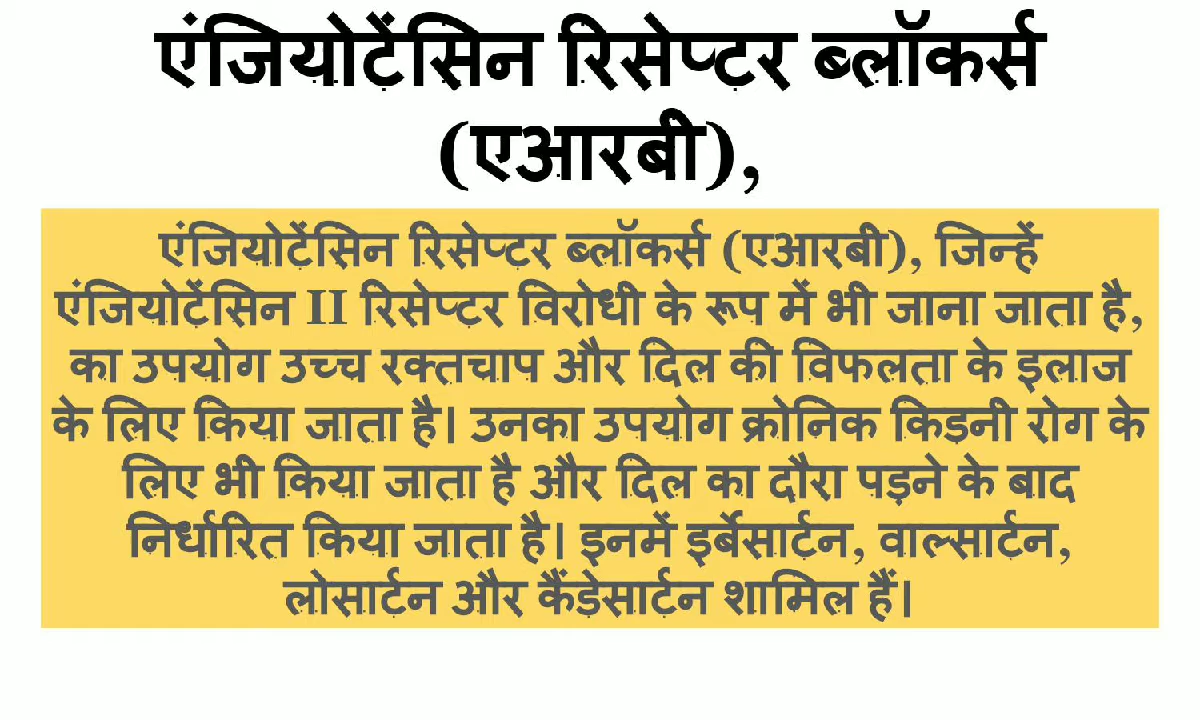 एंजियोटेंसिन रिसेप्टर ब्लॉकर्स
(एआरबी),
एंजियोटेंसिन रिसेप्टर ब्लॉकर्स (एआरबी), जिन्हें
एंजियोटेंसिन II रिसेप्टर विरोधी के रूप में भी जाना जाता है,
का उपयोग उच्च रक्तचाप और दिल की विफलता के इलाज
के लिए किया जाता है। उनका उपयोग क्रोनिक किडनी रोग के
लिए भी किया जाता है और दिल का दौरा पड़ने के बाद
निर्धारित किया जाता है। इनमें इर्बेसार्टन, वाल्सार्टन,
लोसार्टन और कैंडेसार्टन शामिल हैं।